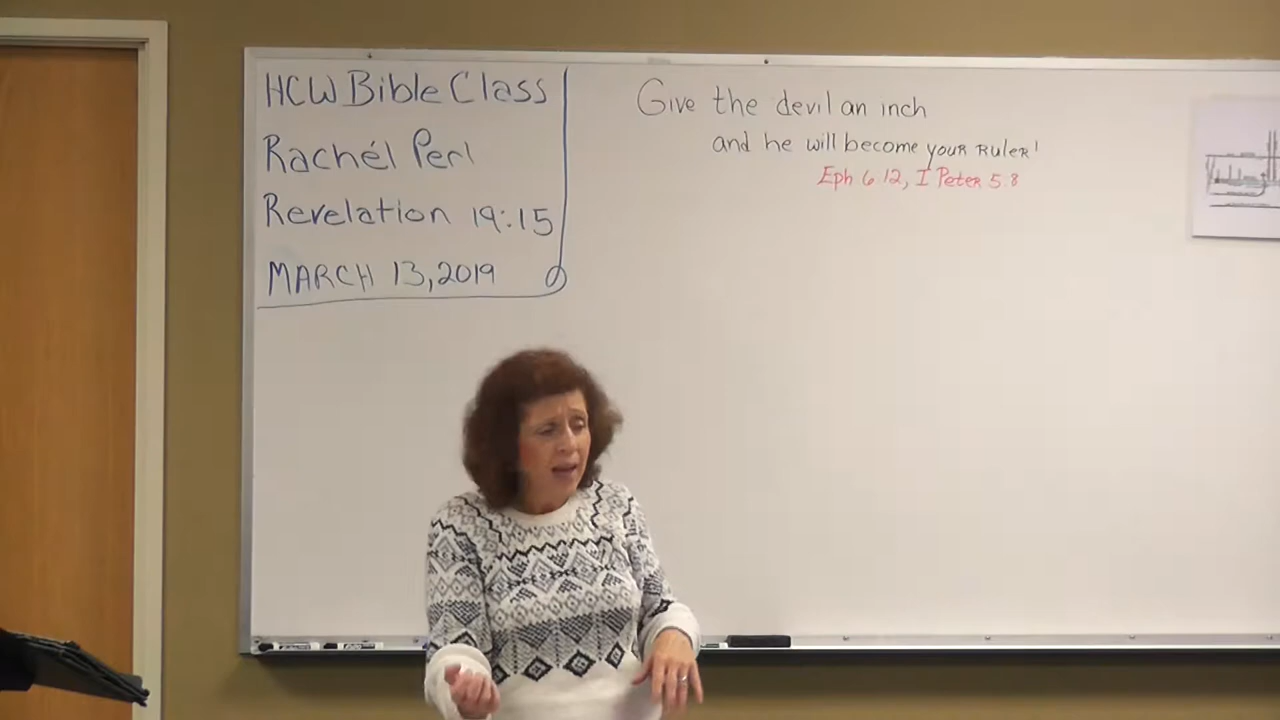 HCW Bible Class
Rachél Perl
Revelation 19:15
MARCH 13, 2019
Give the devil an inch
and he will become your ruler!
Eph 6:12, I Peter 5:8